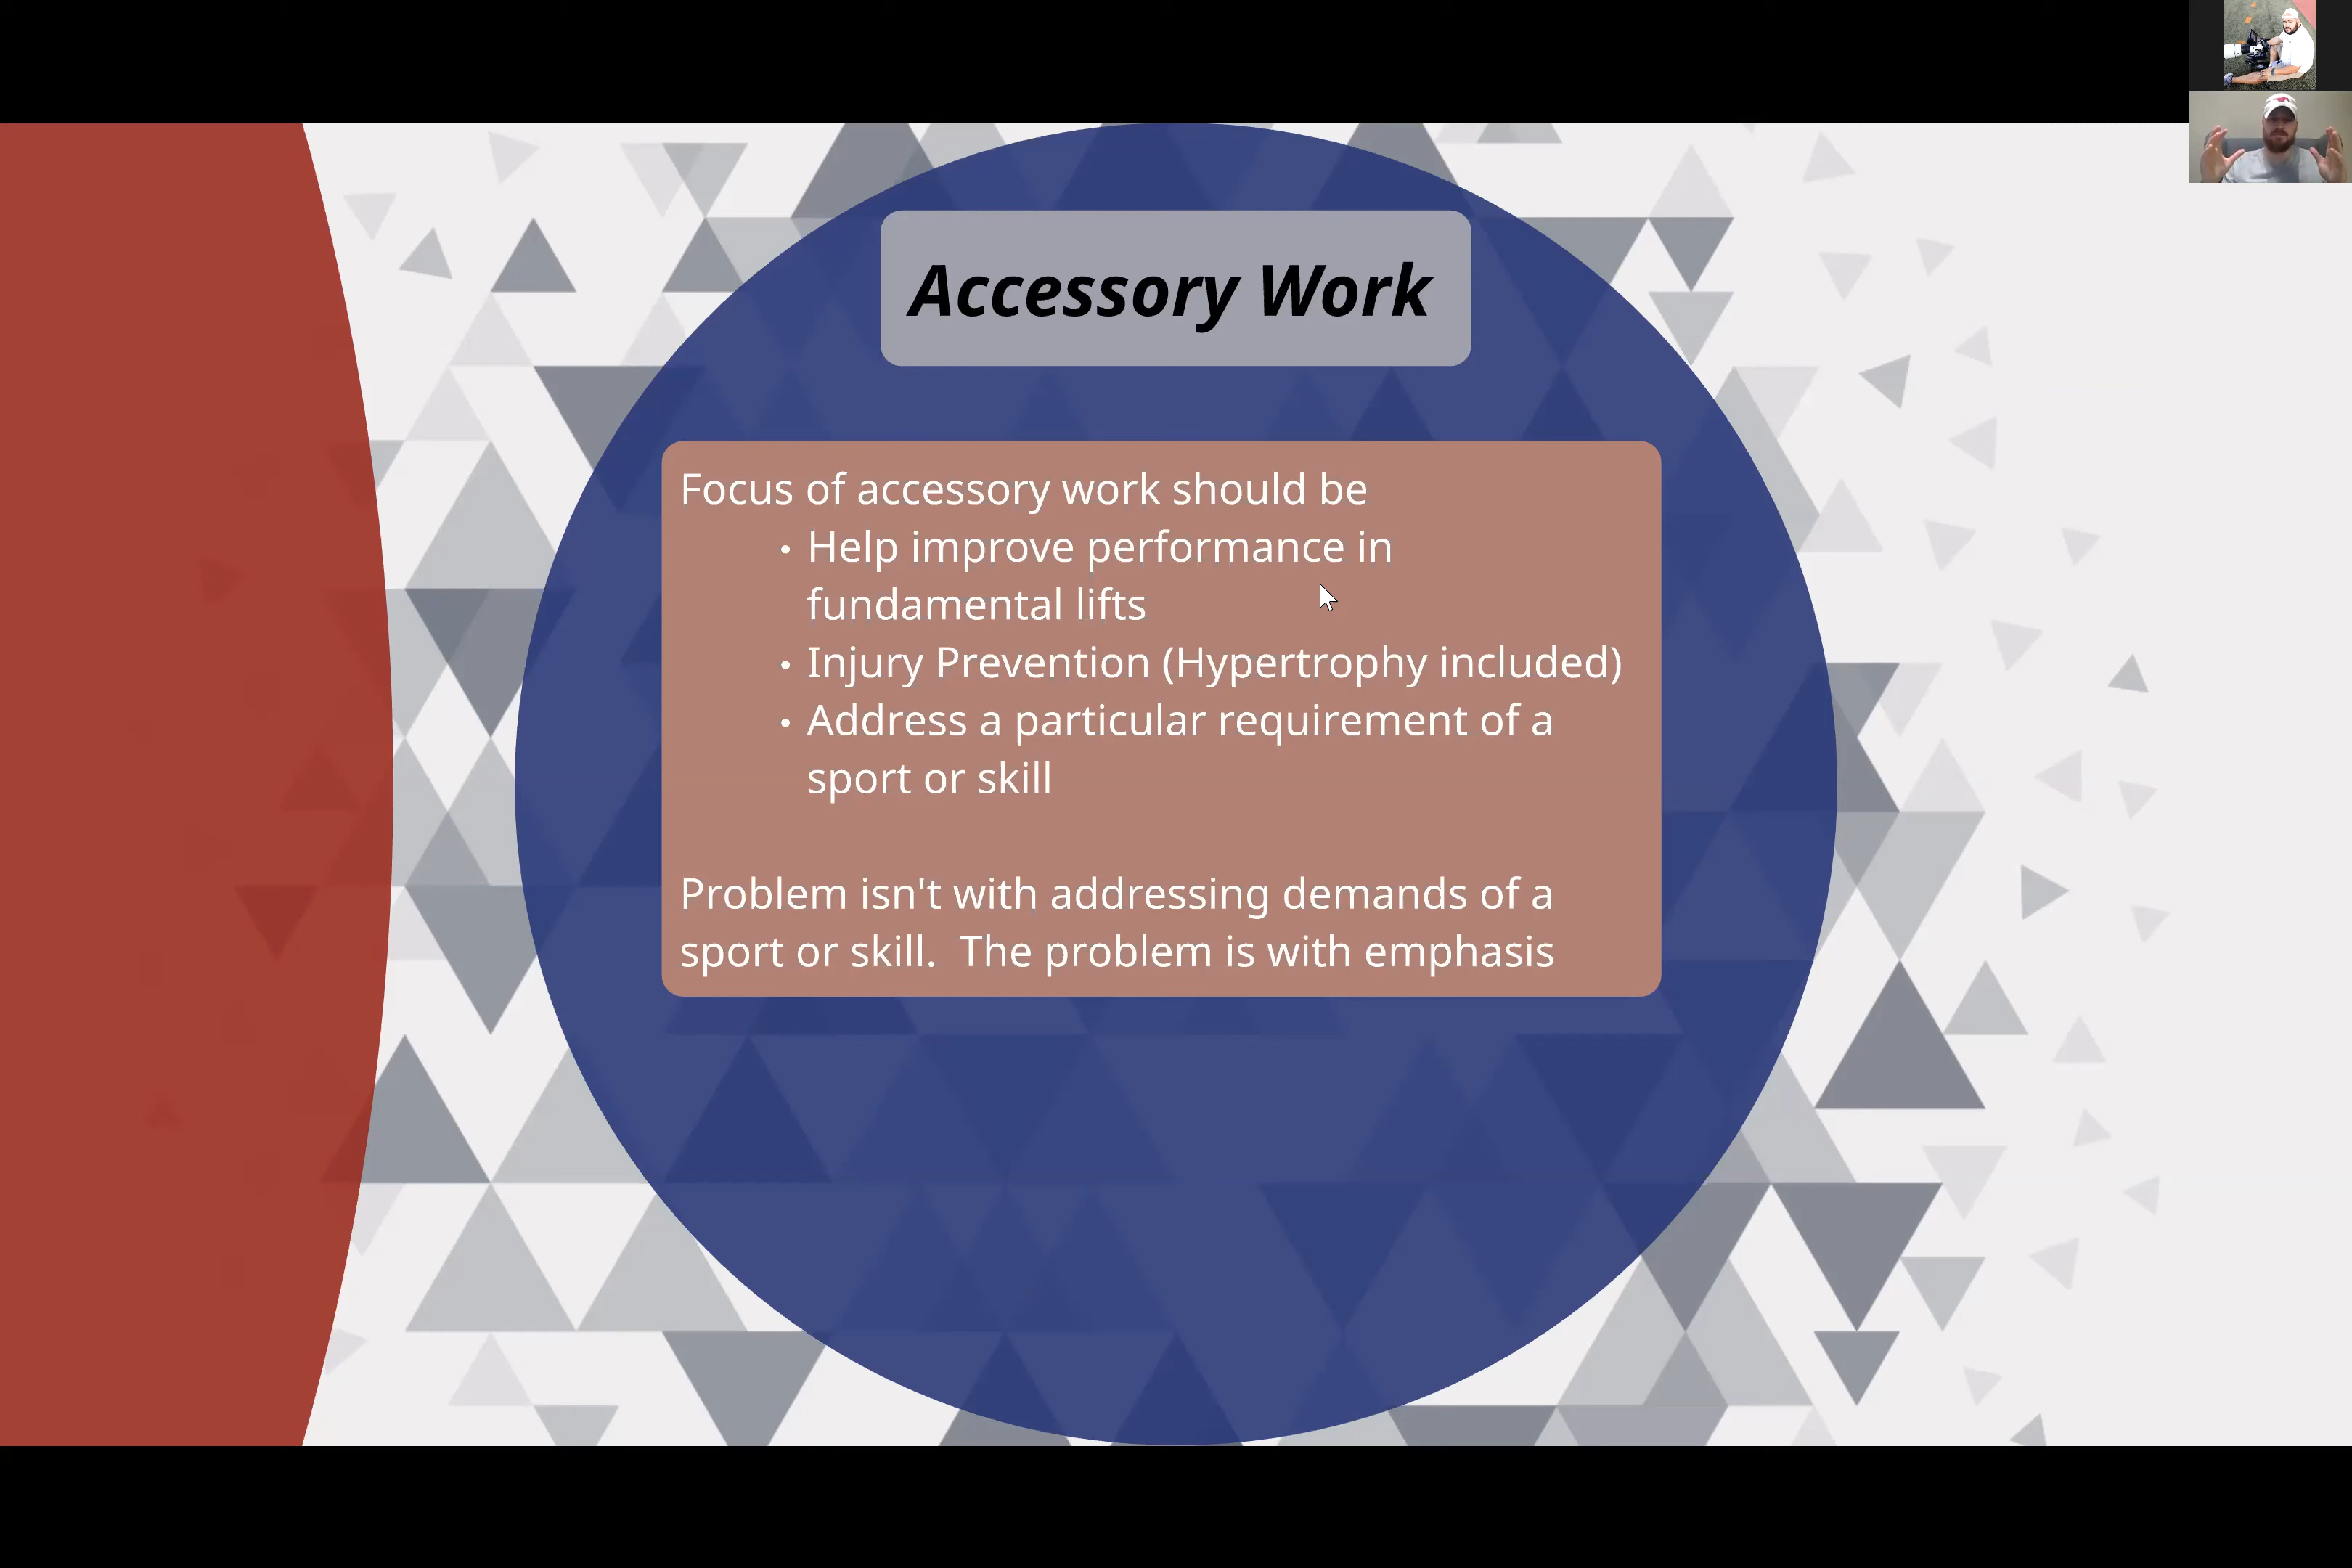 Accessory Work
Focus of accessory work should be
• Help improve performance in
fundamental lifts
• Injury Prevention (Hypertrophy included)
• Address a particular requirement of a
sport or skill
Problem isn't with addressing demands of a
sport or skill.  The problem is with emphasis